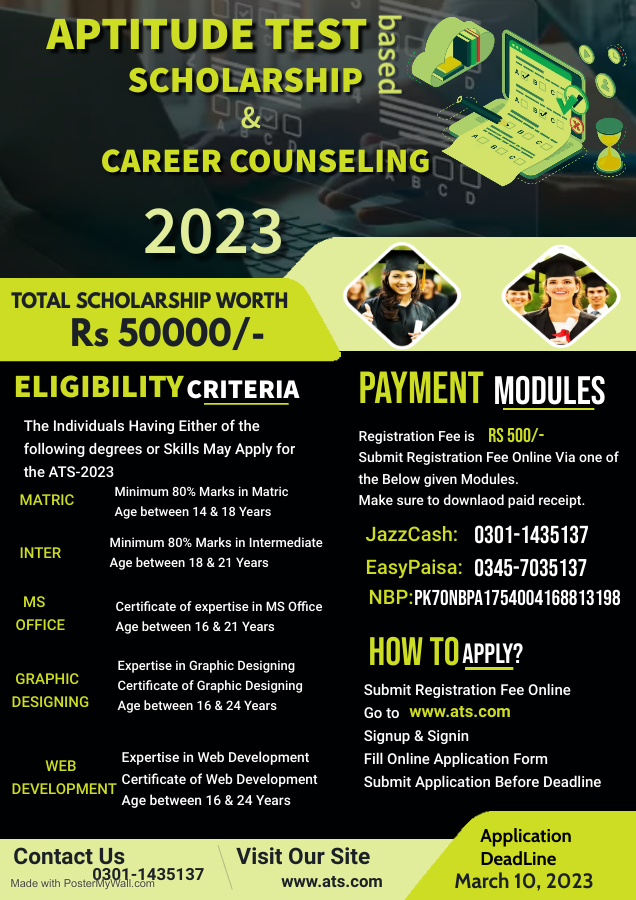 APTITUDE TEST
based
SCHOLARSHIP
&
CAREER COUNSELING
2023
TOTAL SCHOLARSHIP WORTH
Rs 50000/-
ELIGIBILITY CRITERIA
The Individuals Having Either of the
following degrees or Skills May Apply for
the ATS-2023
MATRIC
Minimum 80% Marks in Matric
Age between 14 & 18 Years
INTER
Minimum 80% Marks in Intermediate
Age between 18 & 21 Years
MS
OFFICE
Certificate of expertise in MS Office
Age between 16 & 21 Years
GRAPHIC
DESIGNING
Expertise in Graphic Designing
Certificate of Graphic Designing
Age between 16 & 24 Years
WEB
DEVELOPMENT
Expertise in Web Development
Certificate of Web Development
Age between 16 & 24 Years
PAYMENT MODULES
Registration Fee is RS 500/-
Submit Registration Fee Online Via one of
the Below given Modules.
Make sure to downlaod paid receipt.
JazzCash: 0301-1435137
EasyPaisa: 0345-7035137
NBP:PK70NBPA1754004168813198
HOW TO APPLY?
Submit Registration Fee Online
Go to www.ats.com
Signup & Signin
Fill Online Application Form
Submit Application Before Deadline
Contact Us
0301-1435137
Made with PosterMyWall.com
Visit Our Site
www.ats.com
Application
DeadLine
March 10, 2023